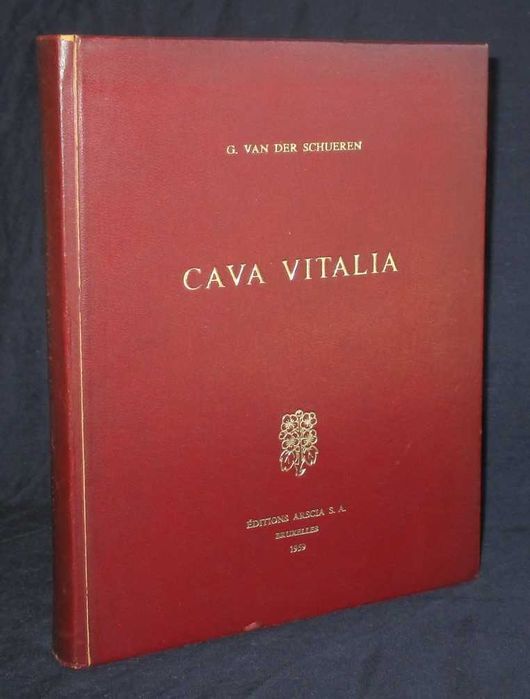 G. VAN DER SCHUEREN
CAVA VITALIA
ÉDITIONS ARSCIA S. A.
BRUXELLES
1959